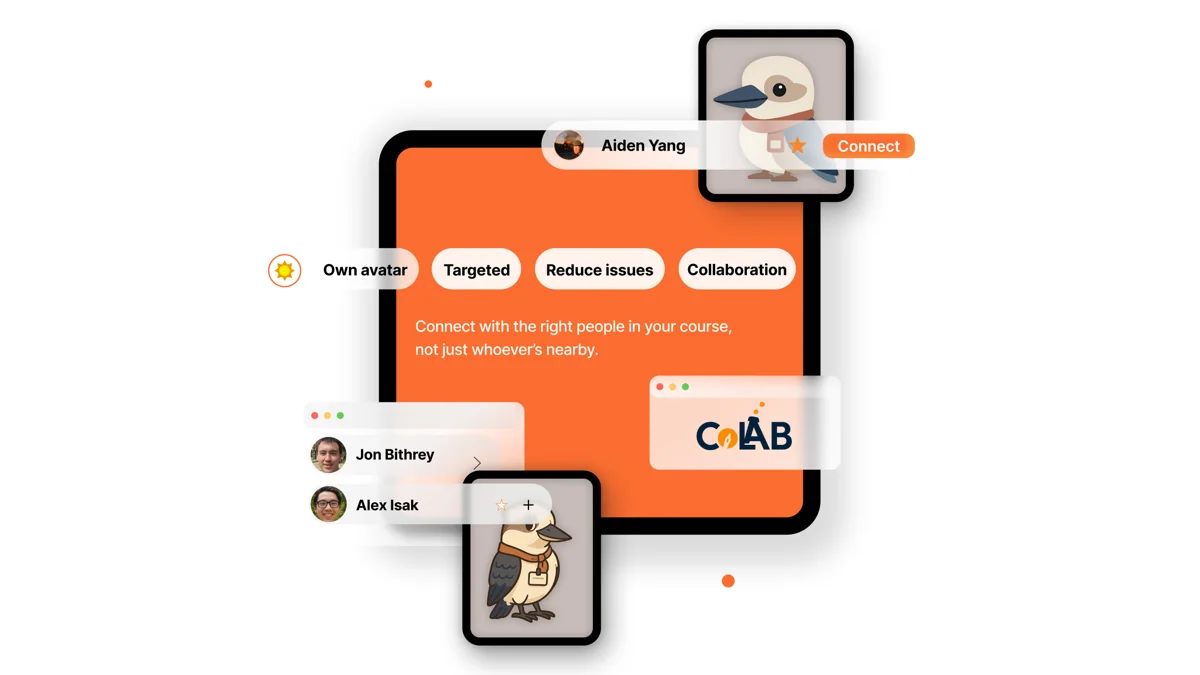 Aiden Yang
Connect
Own avatar
Targeted
Reduce issues
Collaboration
Connect with the right people in your course,
not just whoever’s nearby.
COLAB
Jon Bithrey
Alex Isak